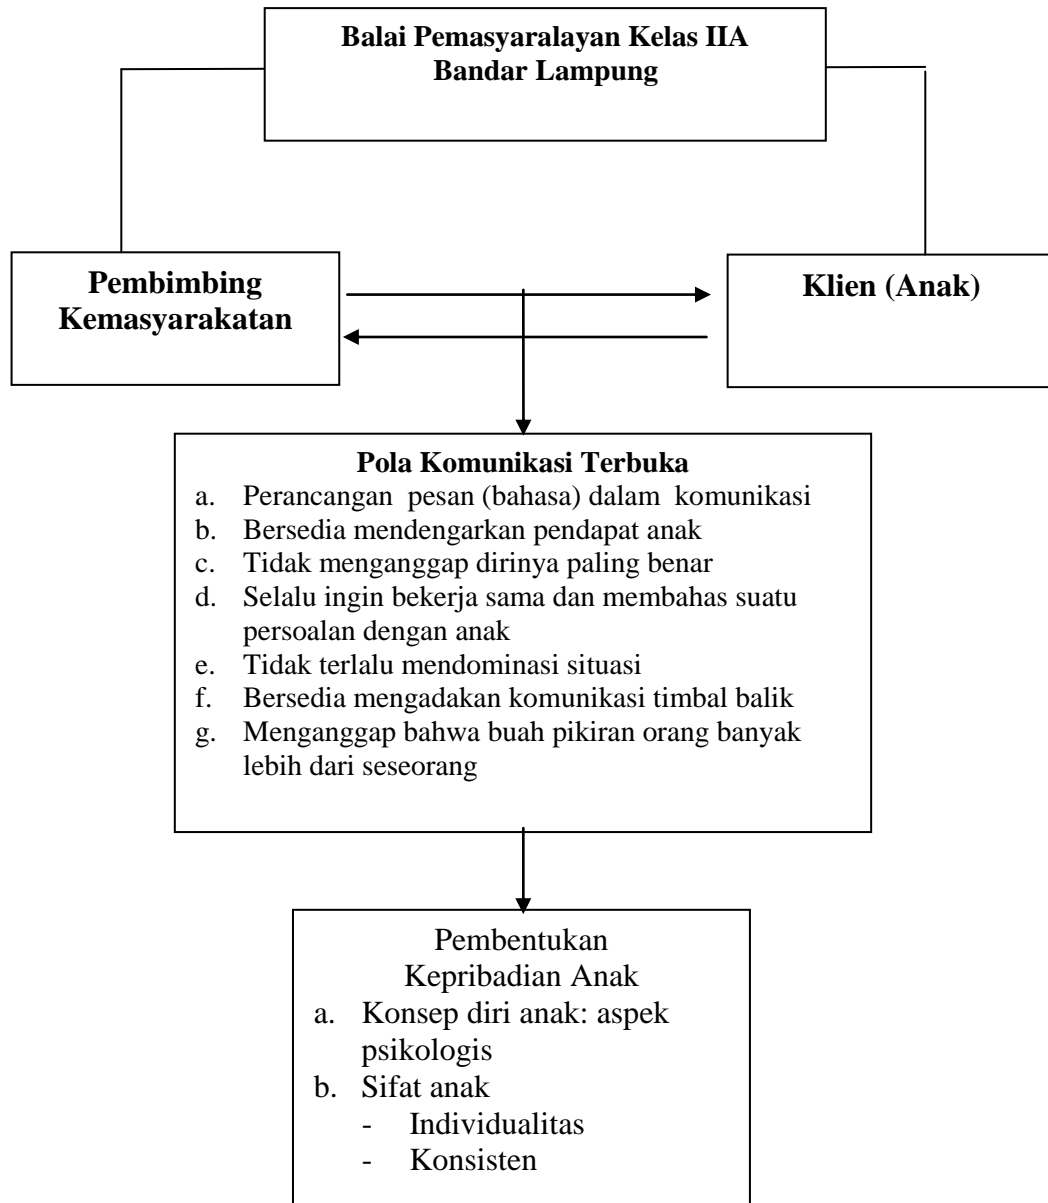 Balai Pemasyaralayan Kelas IIA
Bandar Lampung
Pembimbing
Kemasyarakatan
Klien (Anak)
Pola Komunikasi Terbuka
a. Perancangan pesan (bahasa) dalam komunikasi
b. Bersedia mendengarkan pendapat anak
c. Tidak menganggap dirinya paling benar
d. Selalu ingin bekerja sama dan membahas suatu
persoalan dengan anak
e. Tidak terlalu mendominasi situasi
f. Bersedia mengadakan komunikasi timbal balik
g. Menganggap bahwa buah pikiran orang banyak
lebih dari seseorang
Pembentukan
Kepribadian Anak
a. Konsep diri anak: aspek
psikologis
b. Sifat anak
- Individualitas
- Konsisten